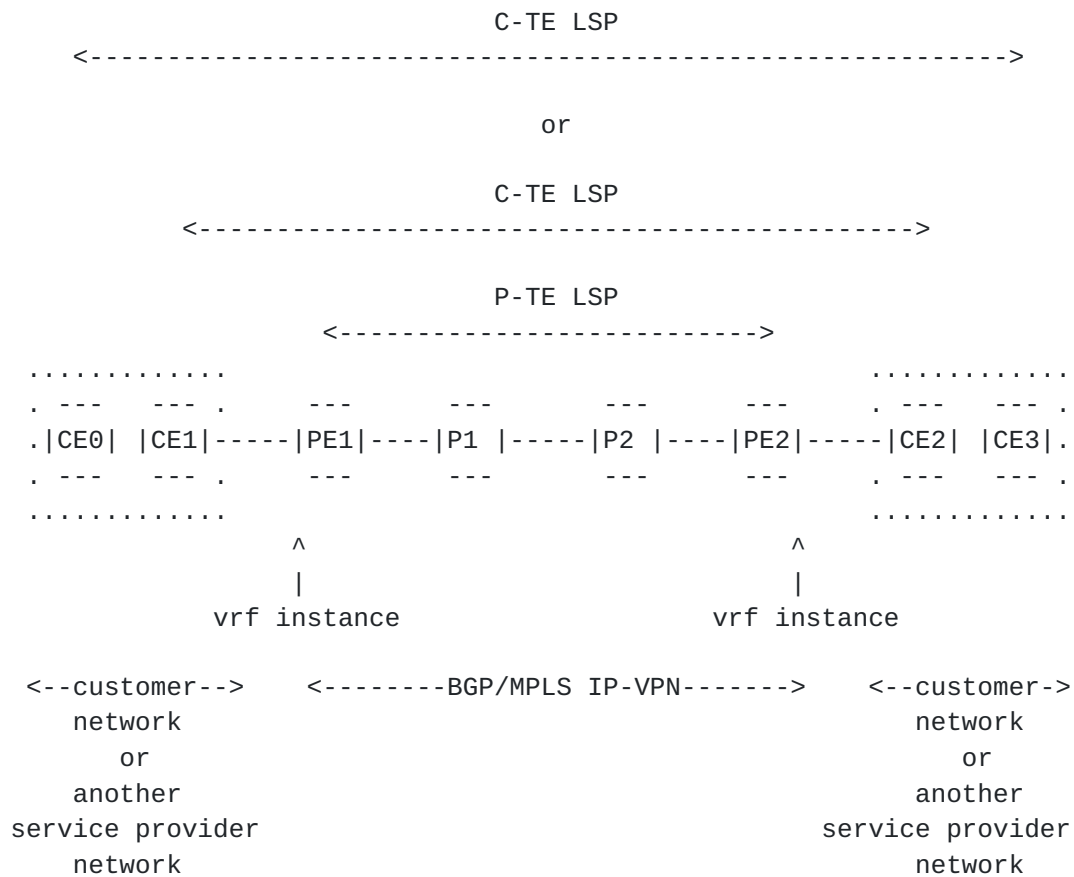 C-TE LSP
    <----------------------------------------------------------->

                                  or

                               C-TE LSP
           <---------------------------------------------->

                               P-TE LSP
                    <--------------------------->
 .............                                         .............
 . ---   --- .     ---      ---       ---      ---     . ---   --- .
 .|CE0| |CE1|-----|PE1|----|P1 |-----|P2 |----|PE2|-----|CE2| |CE3|.
 . ---   --- .     ---      ---       ---      ---     . ---   --- .
 .............                                         .............
                  ^                               ^
                  |                               |
             vrf instance                    vrf instance

 <--customer-->    <--------BGP/MPLS IP-VPN------->    <--customer->
    network                                               network
       or                                                    or
    another                                               another
service provider                                    service provider
    network                                               network